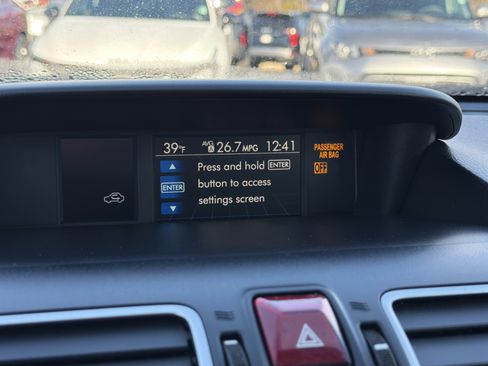 39°F AVG A 26.7 MPG 12:41
Press and hold ENTER
ENTER button to access
settings screen
PASSENGER
AIR BAG
OFF